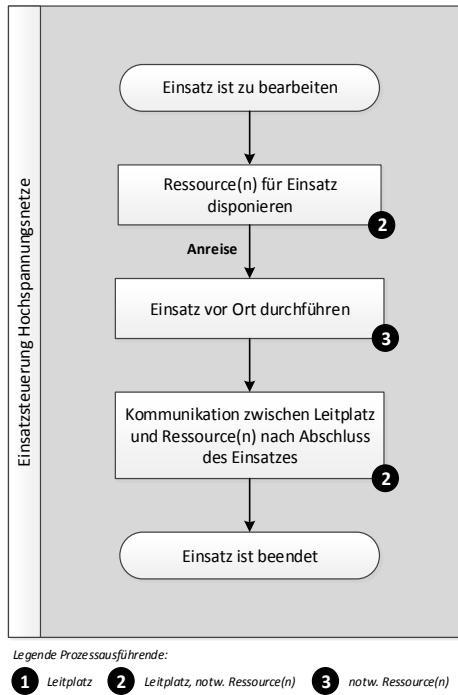 Einsatzsteuerung Hochspannungsnetze
Einsatz ist zu bearbeiten
Ressource(n) für Einsatz
disponieren
2
Anreise
Einsatz vor Ort durchführen
3
Kommunikation zwischen Leitplatz
und Ressource(n) nach Abschluss
des Einsatzes
2
Einsatz ist beendet
Legende Prozessausführende:
1 Leitplatz 2 Leitplatz, notw. Ressource(n) 3 notw. Ressource(n)